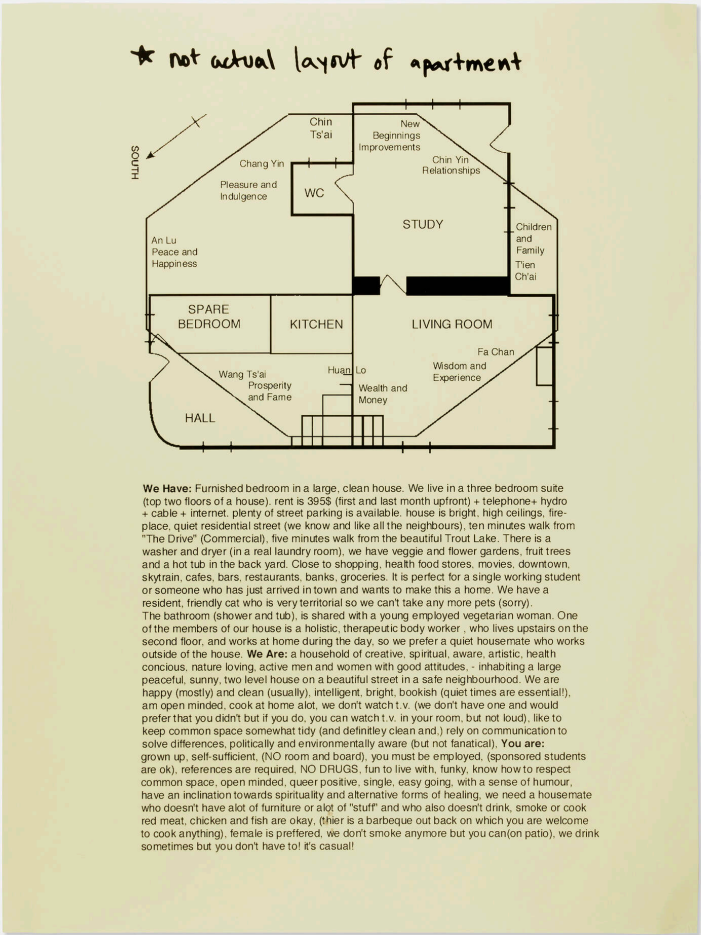 ★ not actual layout of apartment
SOUTH
Chin
Ts'ai
New
Beginnings
Improvements
Chang Yin
Chin Yin
Relationships
Pleasure and
Indulgence
WC
STUDY
Children
and
Family
T'ien
Ch'ai
An Lu
Peace and
Happiness
SPARE
BEDROOM
KITCHEN
LIVING ROOM
Fa Chan
Wisdom and
Experience
Wang Ts'ai
Prosperity
and Fame
Huan Lo
Wealth and
Money
HALL
We Have: Furnished bedroom in a large, clean house. We live in a three bedroom suite
(top two floors of a house). rent is 395$ (first and last month upfront) + telephone+ hydro
+ cable + internet. plenty of street parking is available. house is bright, high ceilings, fire-
place, quiet residential street (we know and like all the neighbours), ten minutes walk from
"The Drive" (Commercial), five minutes walk from the beautiful Trout Lake. There is a
washer and dryer (in a real laundry room), we have veggie and flower gardens, fruit trees
and a hot tub in the back yard. Close to shopping, health food stores, movies, downtown,
skytrain, cafes, bars, restaurants, banks, groceries. It is perfect for a single working student
or someone who has just arrived in town and wants to make this a home. We have a
resident, friendly cat who is very territorial so we can't take any more pets (sorry).
The bathroom (shower and tub), is shared with a young employed vegetarian woman. One
of the members of our house is a holistic, therapeutic body worker , who lives upstairs on the
second floor, and works at home during the day, so we prefer a quiet housemate who works
outside of the house. We Are: a household of creative, spiritual, aware, artistic, health
concious, nature loving, active men and women with good attitudes, - inhabiting a large
peaceful, sunny, two level house on a beautiful street in a safe neighbourhood. We are
happy (mostly) and clean (usually), intelligent, bright, bookish (quiet times are essential!),
am open minded, cook at home alot, we don't watch t.v. (we don't have one and would
prefer that you didn't but if you do, you can watch t.v. in your room, but not loud), like to
keep common space somewhat tidy (and definitley clean and,) rely on communication to
solve differences, politically and environmentally aware (but not fanatical), You are:
grown up, self-sufficient, (NO room and board), you must be employed, (sponsored students
are ok), references are required, NO DRUGS, fun to live with, funky, know how to respect
common space, open minded, queer positive, single, easy going, with a sense of humour,
have an inclination towards spirituality and alternative forms of healing, we need a housemate
who doesn't have alot of furniture or alot of "stuff" and who also doesn't drink, smoke or cook
red meat, chicken and fish are okay, (thier is a barbeque out back on which you are welcome
to cook anything), female is preffered, we don't smoke anymore but you can(on patio), we drink
sometimes but you don't have to! it's casual!